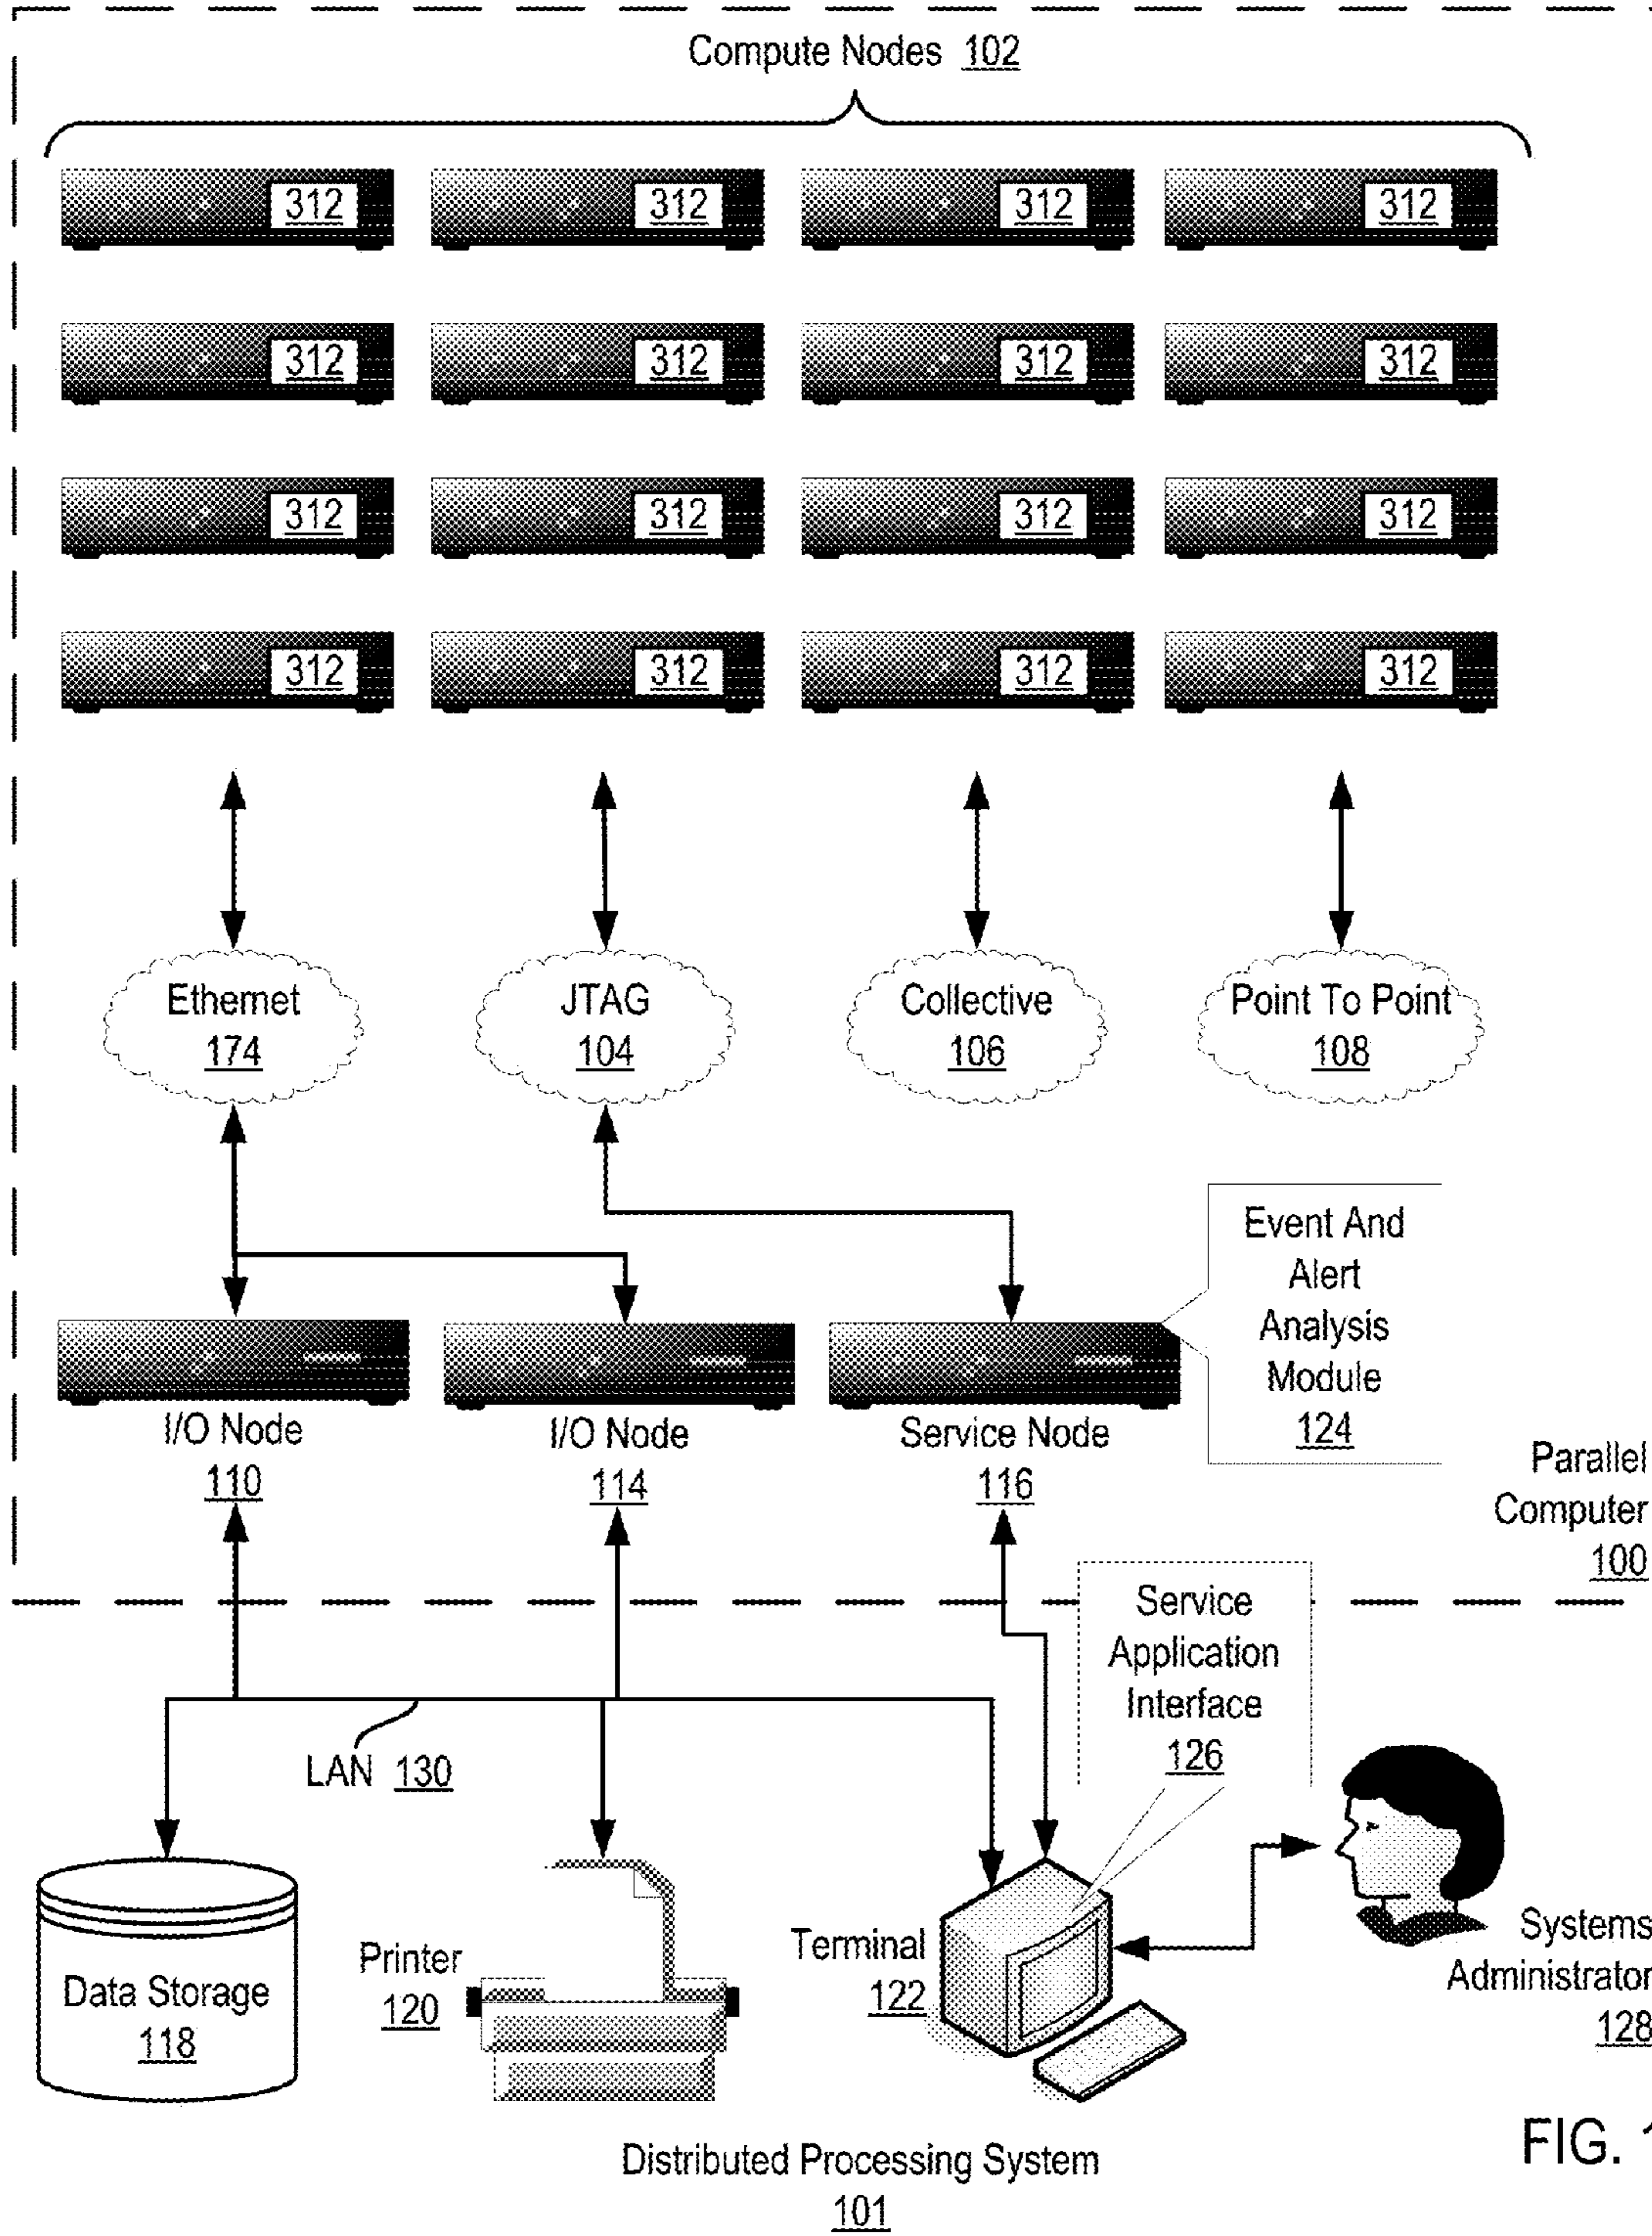 Compute Nodes 102
312 312 312 312
312 312 312 312
312 312 312 312
312 312 312 312
Ethernet
174
JTAG
104
Collective
106
Point To Point
108
Event And
Alert
Analysis
Module
124
I/O Node
110
I/O Node
114
Service Node
116
Parallel
Computer
100
Service
Application
Interface
126
LAN 130
Data Storage
118
Printer
120
Terminal
122
Systems
Administrator
128
Distributed Processing System
101
FIG. 1